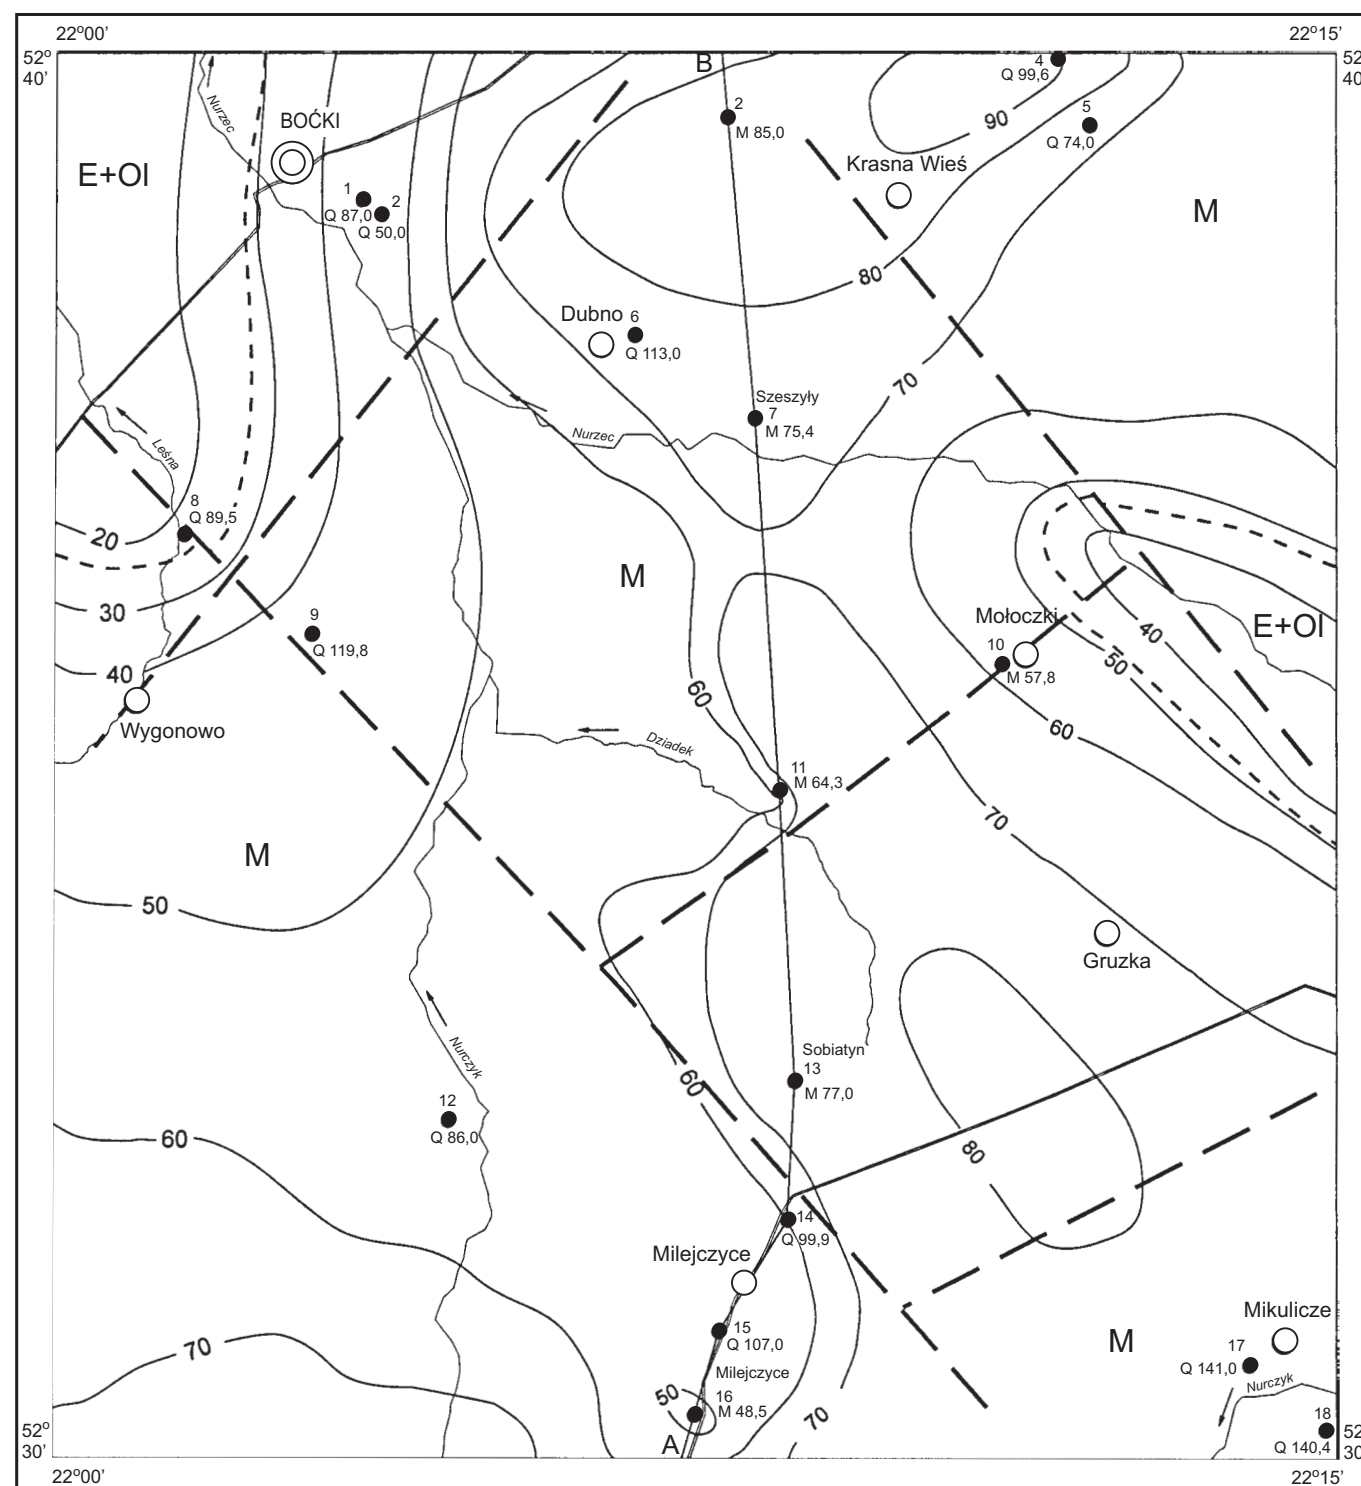 22°00’
22°15’
52°
40’
52
40
B
4
Q 99,6
2
M 85,0
5
Q 74,0
90
Nurzec
BOĆKI
E+Ol
Krasna Wieś
1
Q 87,0
2
Q 50,0
M
80
Dubno
6
Q 113,0
70
Szeszyły
7
M 75,4
Nurzec
Leśna
8
Q 89,5
20
M
30
9
Q 119,8
40
Wygonowo
Mołoczki
10
M 57,8
40
50
E+Ol
60
60
Dziadek
11
M 64,3
70
M
50
Gruzka
Nurczyk
Sobiatyn
13
M 77,0
60
12
Q 86,0
60
80
14
Q 99,9
Milejczyce
Mikulicze
15
Q 107,0
M
17
Q 141,0
Nurczyk
70
Milejczyce
50
16
M 48,5
70
18
Q 140,4
A
52°
30’
52
30
22°00’
22°15’